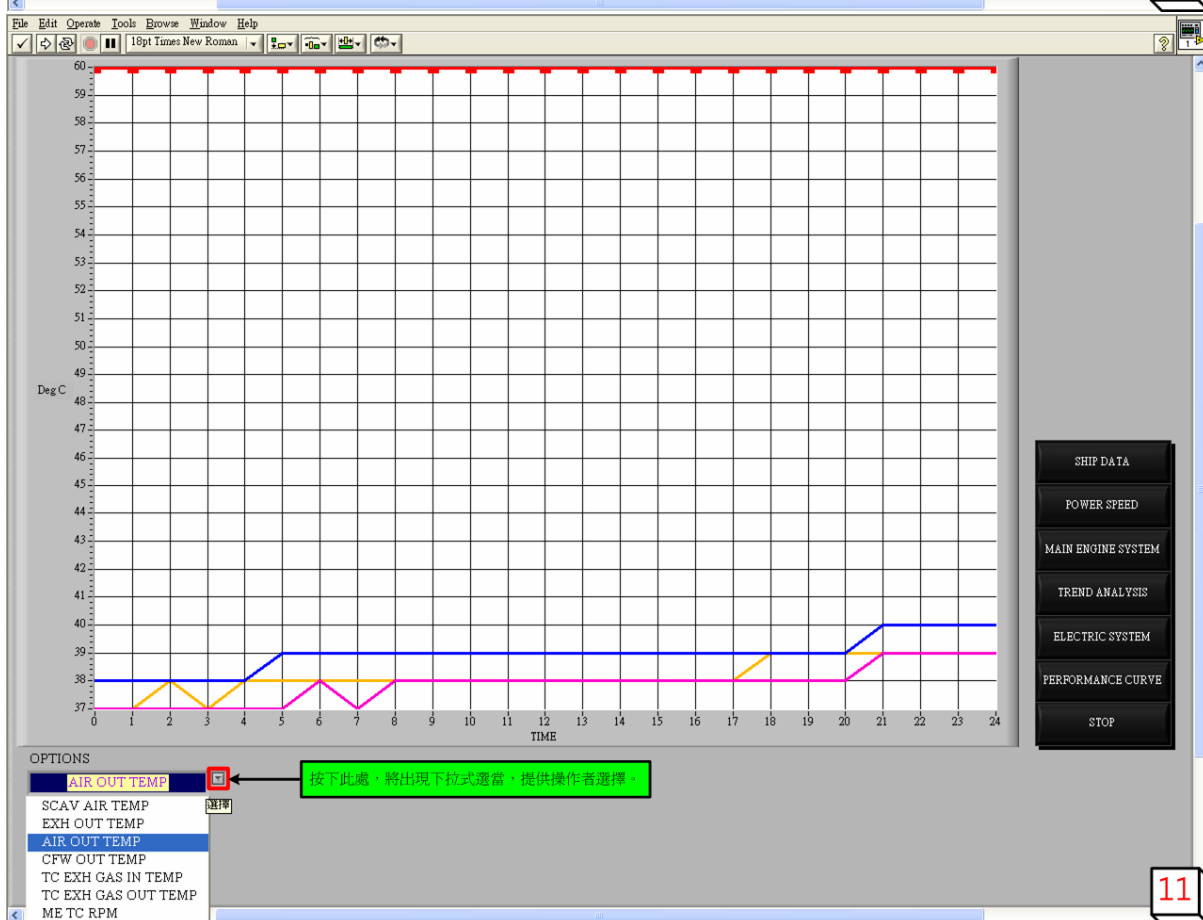 File Edit Operate Tools Browse Window Help
18pt Times New Roman
?
1
60
59
58
57
56
55
54
53
52
51
50
49
Deg C
48
47
46
45
44
43
42
41
40
39
38
37
0 1 2 3 4 5 6 7 8 9 10 11 12 13 14 15 16 17 18 19 20 21 22 23 24
TIME
SHIP DATA
POWER SPEED
MAIN ENGINE SYSTEM
TREND ANALYSIS
ELECTRIC SYSTEM
PERFORMANCE CURVE
STOP
OPTIONS
AIR OUT TEMP
按下此處，將出現下拉式選當，提供操作者選擇。
選擇
SCAV AIR TEMP
EXH OUT TEMP
AIR OUT TEMP
CFW OUT TEMP
TC EXH GAS IN TEMP
TC EXH GAS OUT TEMP
ME TC RPM
11